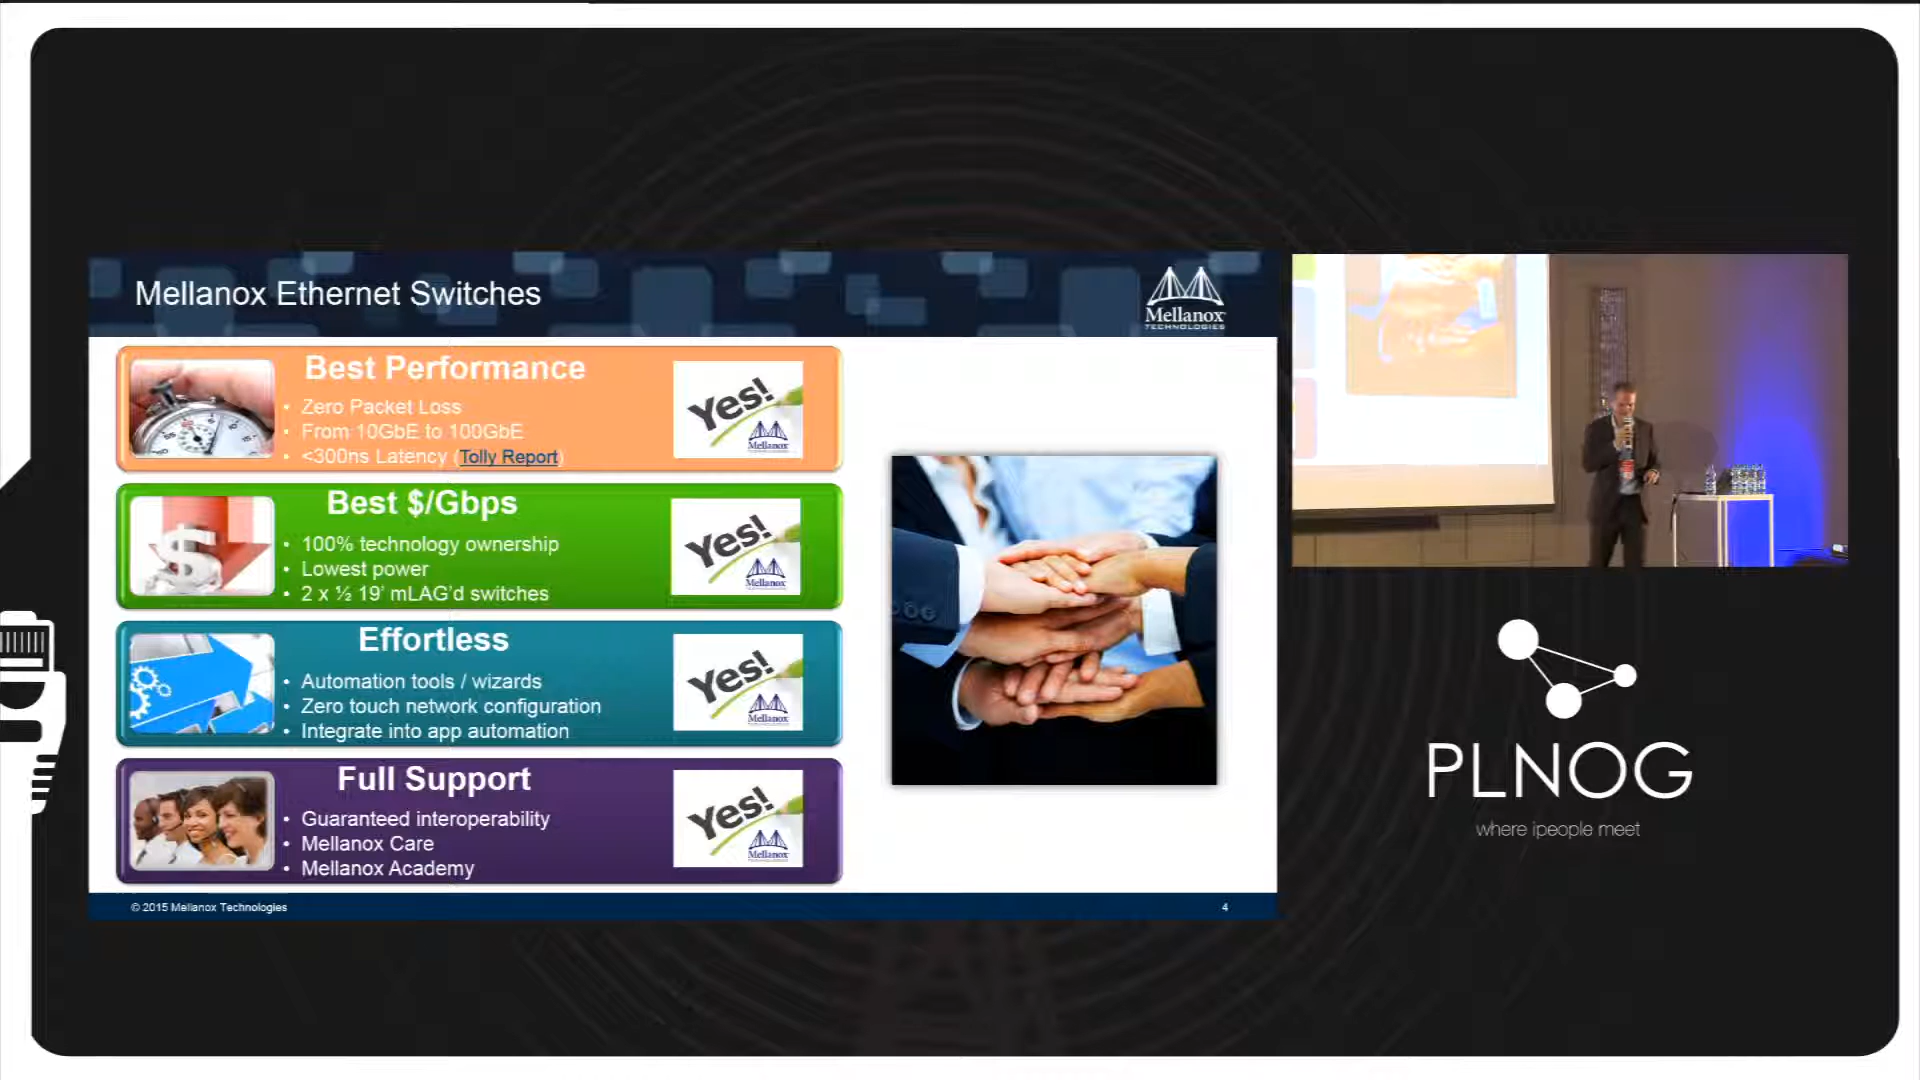 Mellanox Ethernet Switches
Mellanox
TECHNOLOGIES
Best Performance
• Zero Packet Loss
• From 10GbE to 100GbE
• <300ns Latency (Tolly Report)
Yes!
Mellanox
Best $/Gbps
• 100% technology ownership
• Lowest power
• 2 x ½ 19' mLAG'd switches
Yes!
Mellanox
Effortless
• Automation tools / wizards
• Zero touch network configuration
• Integrate into app automation
Yes!
Mellanox
Full Support
• Guaranteed interoperability
• Mellanox Care
• Mellanox Academy
Yes!
Mellanox
© 2015 Mellanox Technologies
4
PLNOG
where ipeople meet